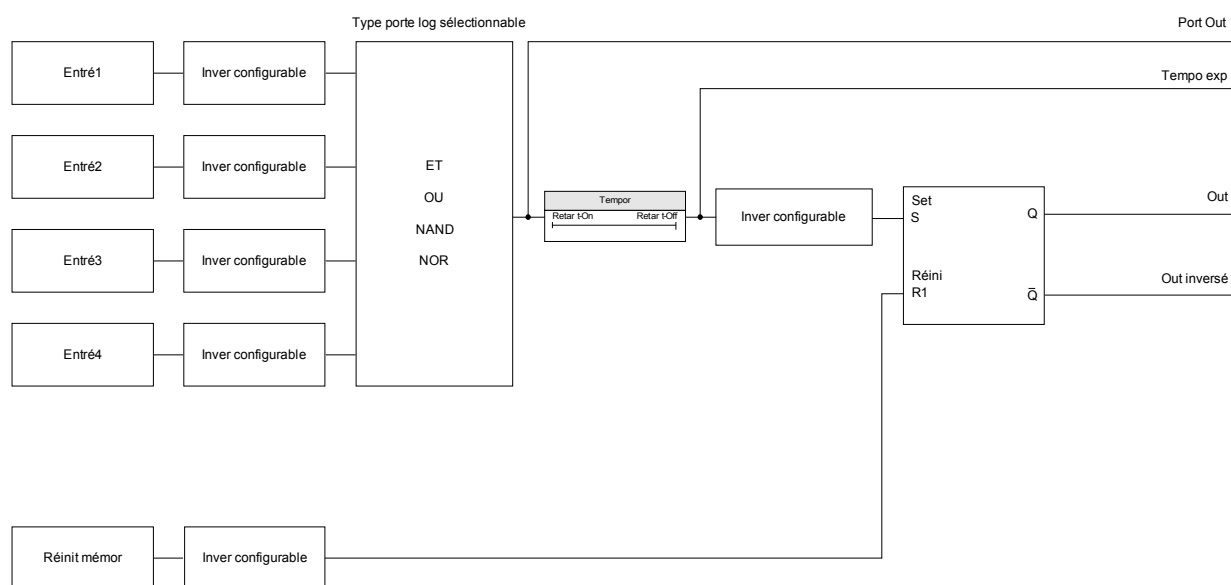 Type porte log sélectionnable
Port Out
Entré1
Inver configurable
Tempo exp
Entré2
Inver configurable
ET
OU
NAND
NOR
Tempor
Retar t-On
Retar t-Off
Inver configurable
Set
S
Q
Out
Entré3
Inver configurable
Réini
R1
Q̅
Out inversé
Entré4
Inver configurable
Réinit mémor
Inver configurable